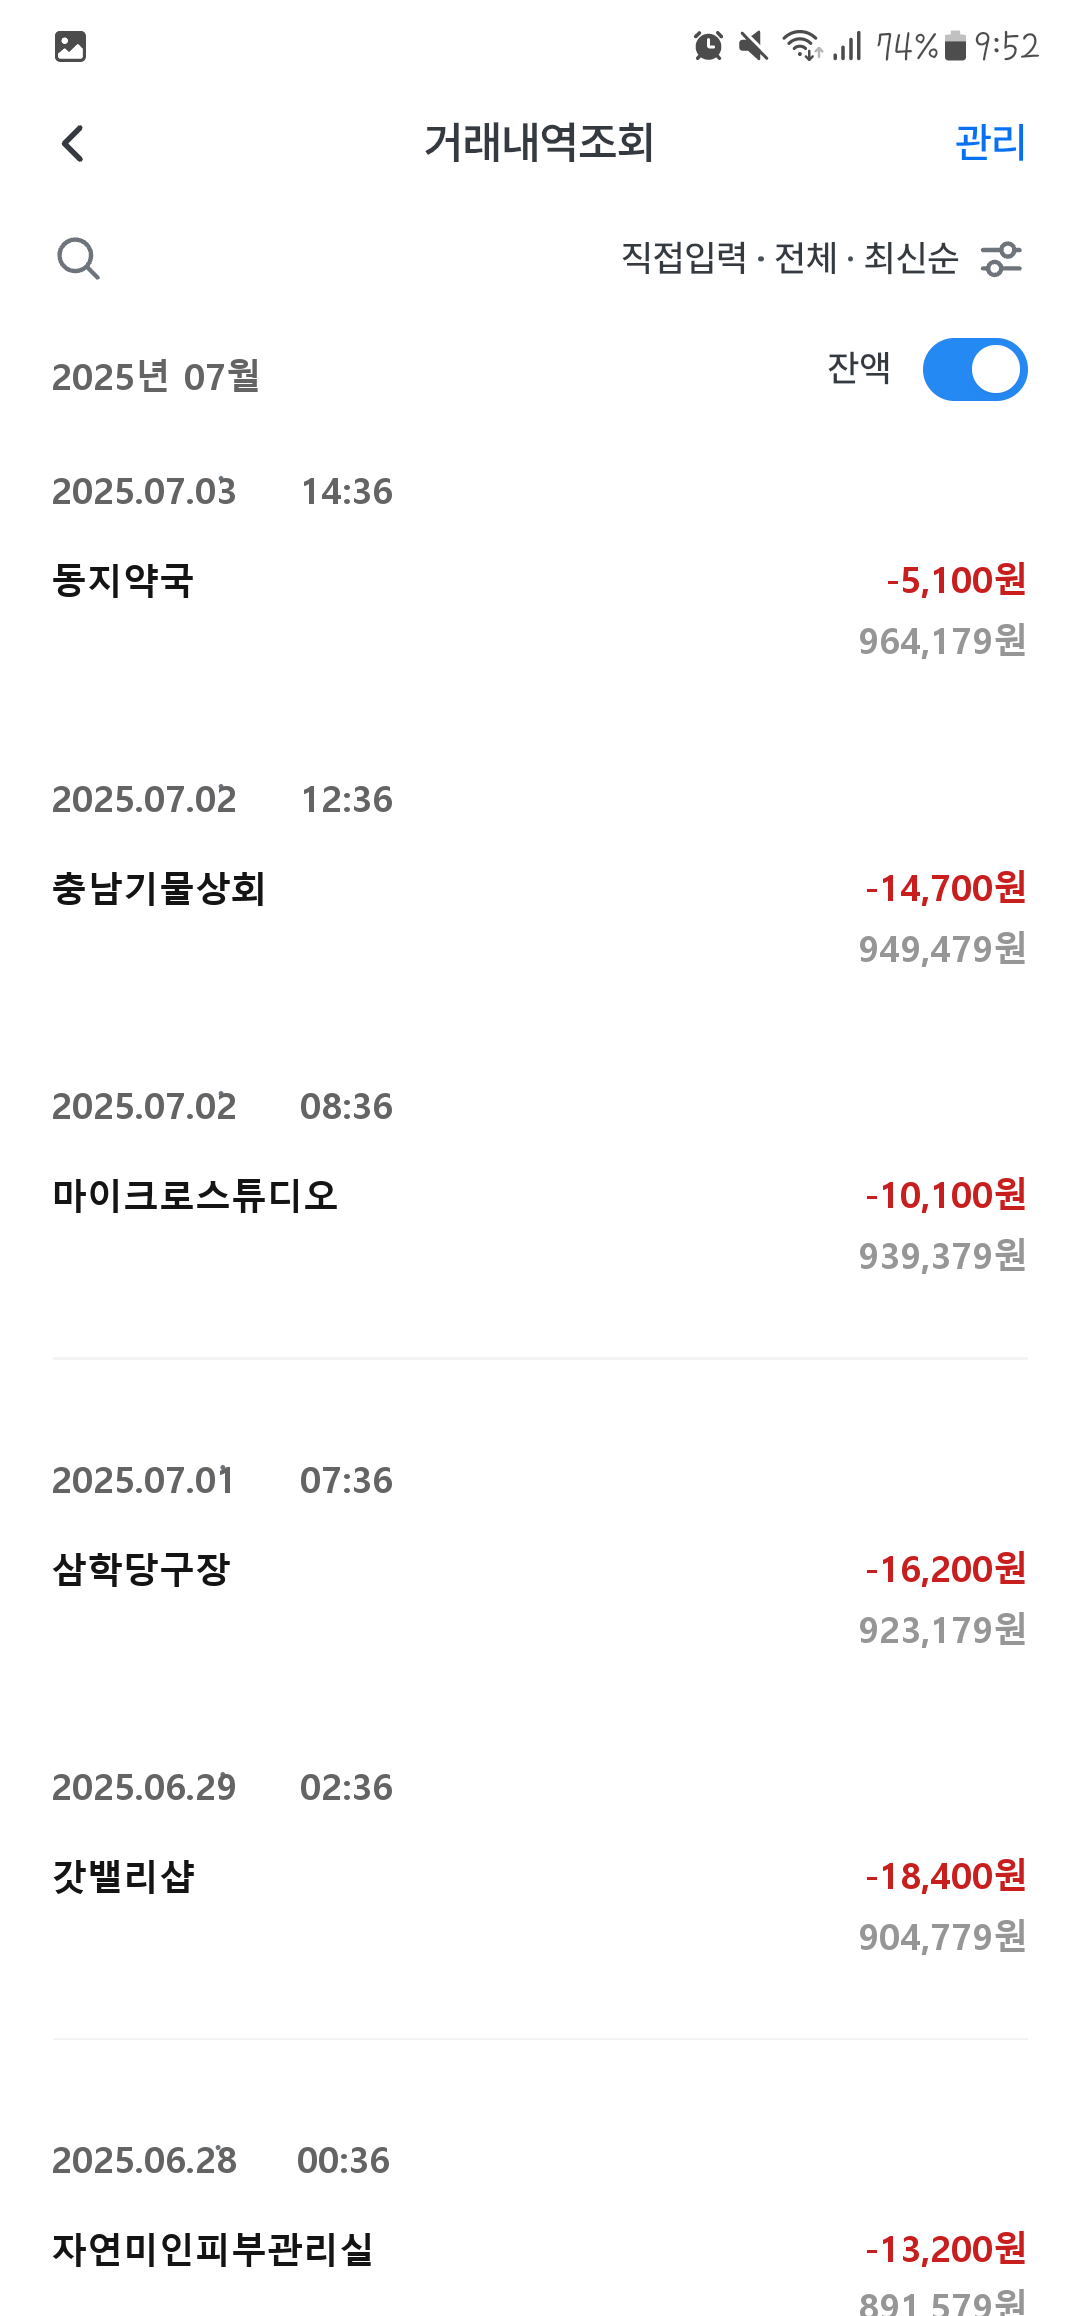 74% 9:52
거래내역조회 관리
직접입력 · 전체 · 최신순
2025년 07월 잔액
2025.07.03 14:36
동지약국 -5,100원
964,179원
2025.07.02 12:36
충남기물상회 -14,700원
949,479원
2025.07.02 08:36
마이크로스튜디오 -10,100원
939,379원
2025.07.01 07:36
삼학당구장 -16,200원
923,179원
2025.06.29 02:36
갓밸리샵 -18,400원
904,779원
2025.06.28 00:36
자연미인피부관리실 -13,200원
891,579원